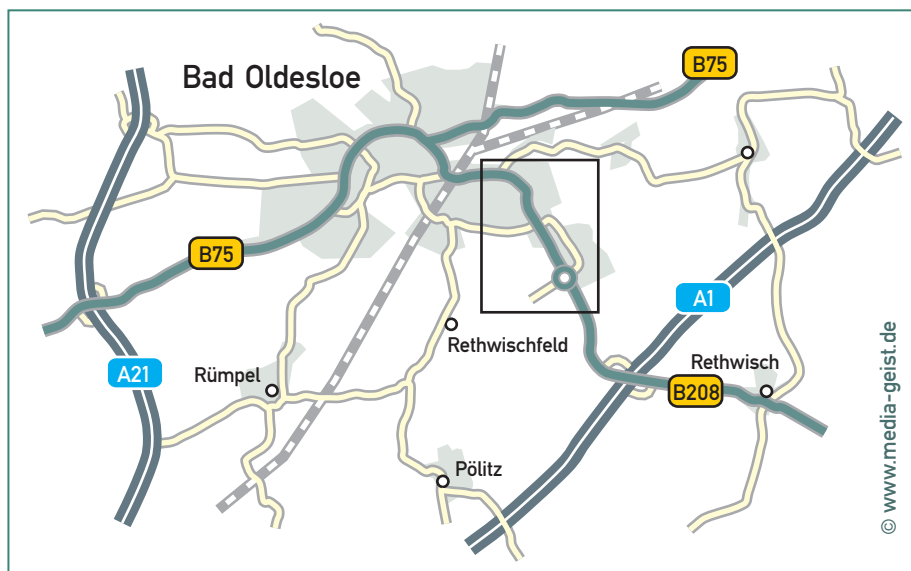 Bad Oldesloe
B75
B75
A1
Rethwischfeld
Rethwisch
A21
Rümpel
B208
Pölitz
© www.media-geist.de